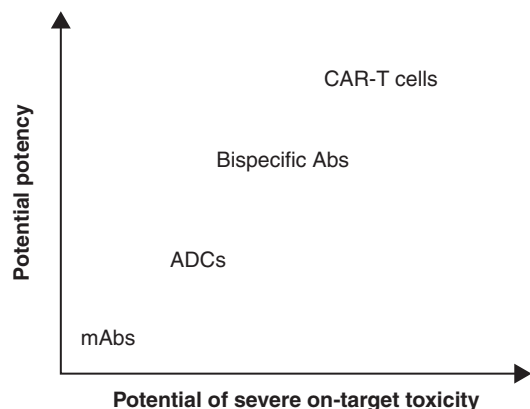 CAR-T cells
Bispecific Abs
ADCs
mAbs
Potential potency
Potential of severe on-target toxicity